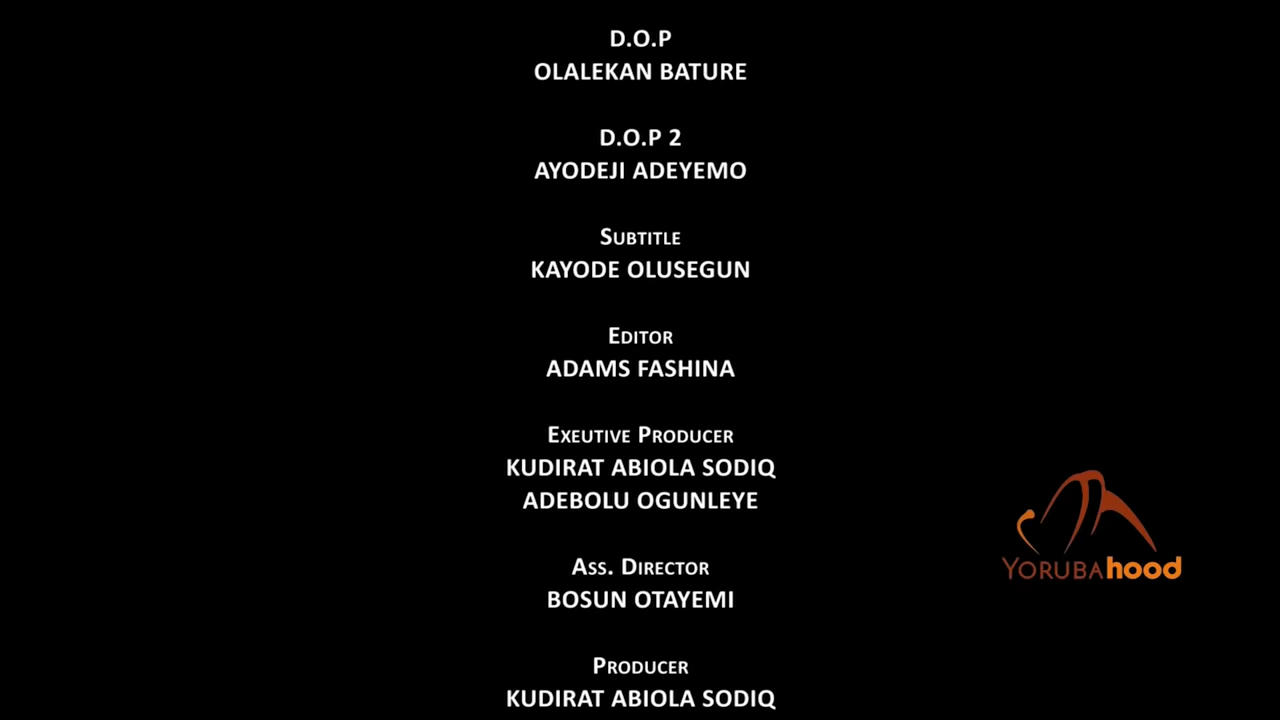 D.O.P
OLALEKAN BATURE
D.O.P 2
AYODEJI ADEYEMO
SUBTITLE
KAYODE OLUSEGUN
EDITOR
ADAMS FASHINA
EXEUTIVE PRODUCER
KUDIRAT ABIOLA SODIQ
ADEBOLU OGUNLEYE
ASS. DIRECTOR
BOSUN OTAYEMI
PRODUCER
KUDIRAT ABIOLA SODIQ
YORUBAhood